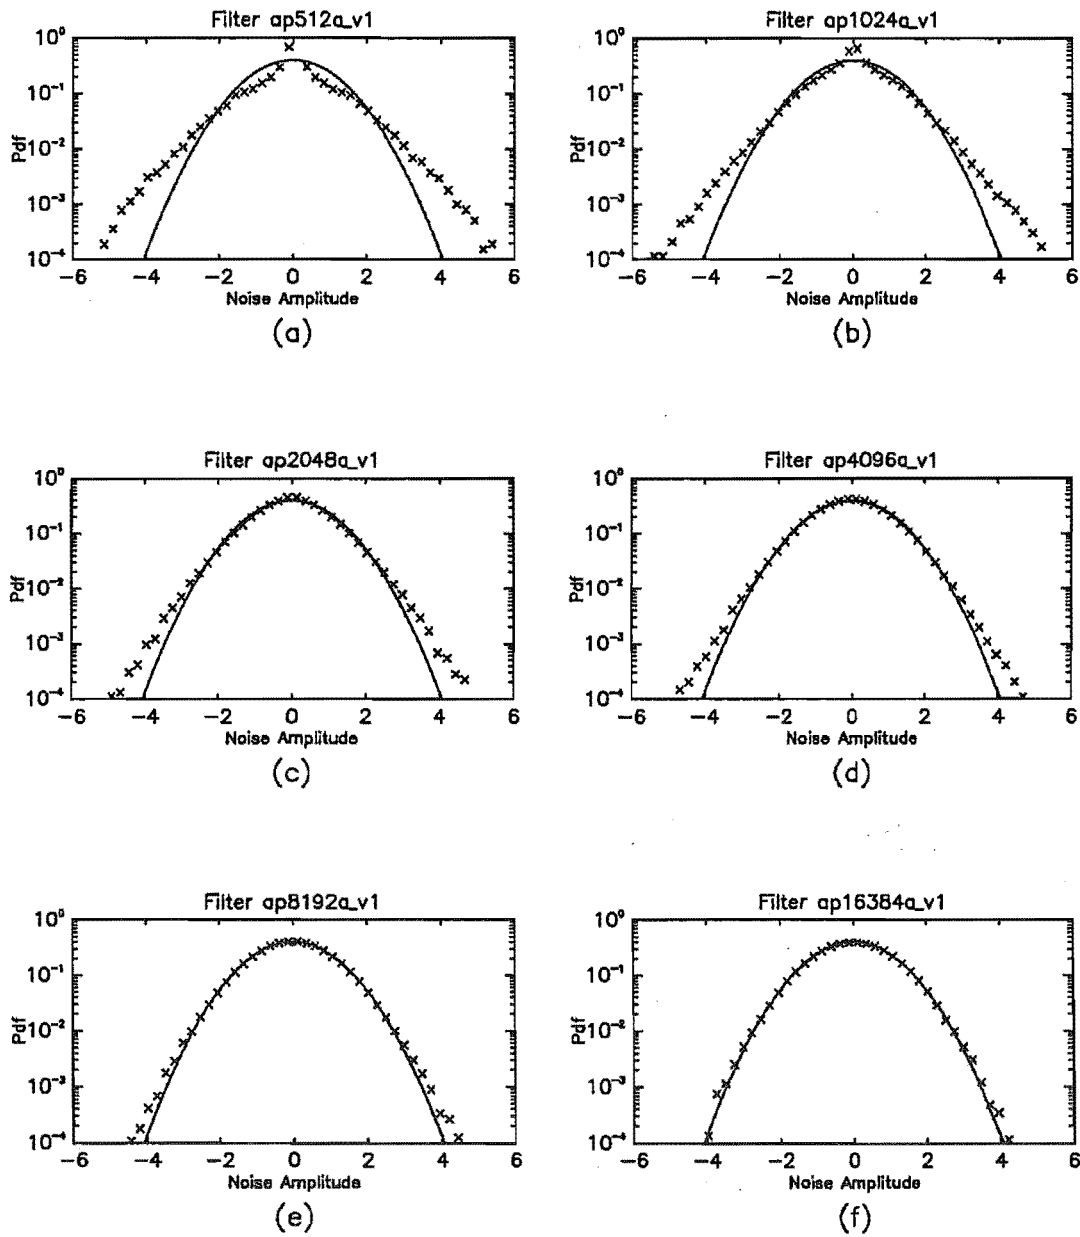 Filter ap512a_v1
Filter ap1024a_v1
10⁰
10⁻¹
10⁻²
10⁻³
10⁻⁴
Pdf
−6 −4 −2 0 2 4 6
Noise Amplitude
(a)
10⁰
10⁻¹
10⁻²
10⁻³
10⁻⁴
Pdf
−6 −4 −2 0 2 4 6
Noise Amplitude
(b)
Filter ap2048a_v1
Filter ap4096a_v1
10⁰
10⁻¹
10⁻²
10⁻³
10⁻⁴
Pdf
−6 −4 −2 0 2 4 6
Noise Amplitude
(c)
10⁰
10⁻¹
10⁻²
10⁻³
10⁻⁴
Pdf
−6 −4 −2 0 2 4 6
Noise Amplitude
(d)
Filter ap8192a_v1
Filter ap16384a_v1
10⁰
10⁻¹
10⁻²
10⁻³
10⁻⁴
Pdf
−6 −4 −2 0 2 4 6
Noise Amplitude
(e)
10⁰
10⁻¹
10⁻²
10⁻³
10⁻⁴
Pdf
−6 −4 −2 0 2 4 6
Noise Amplitude
(f)